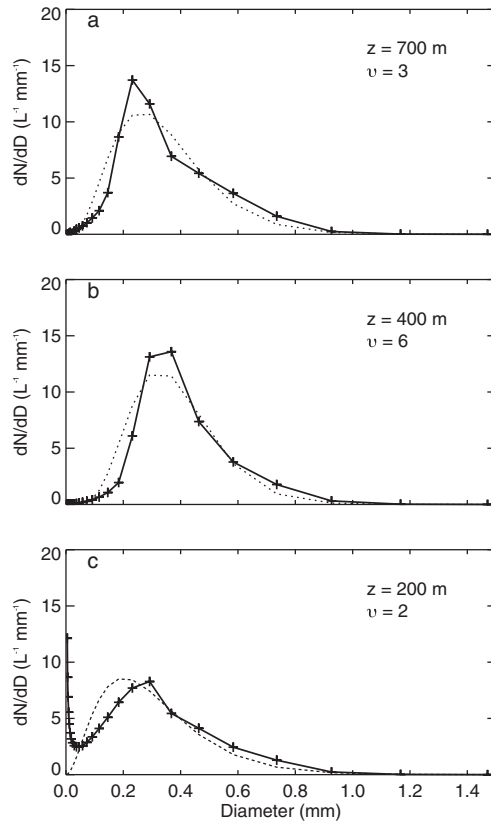 20
a
z = 700 m
υ = 3
15
10
5
0
dN/dD (L⁻¹ mm⁻¹)
20
b
z = 400 m
υ = 6
15
10
5
0
dN/dD (L⁻¹ mm⁻¹)
20
c
z = 200 m
υ = 2
15
10
5
0
dN/dD (L⁻¹ mm⁻¹)
0.0 0.2 0.4 0.6 0.8 1.0 1.2 1.4
Diameter (mm)